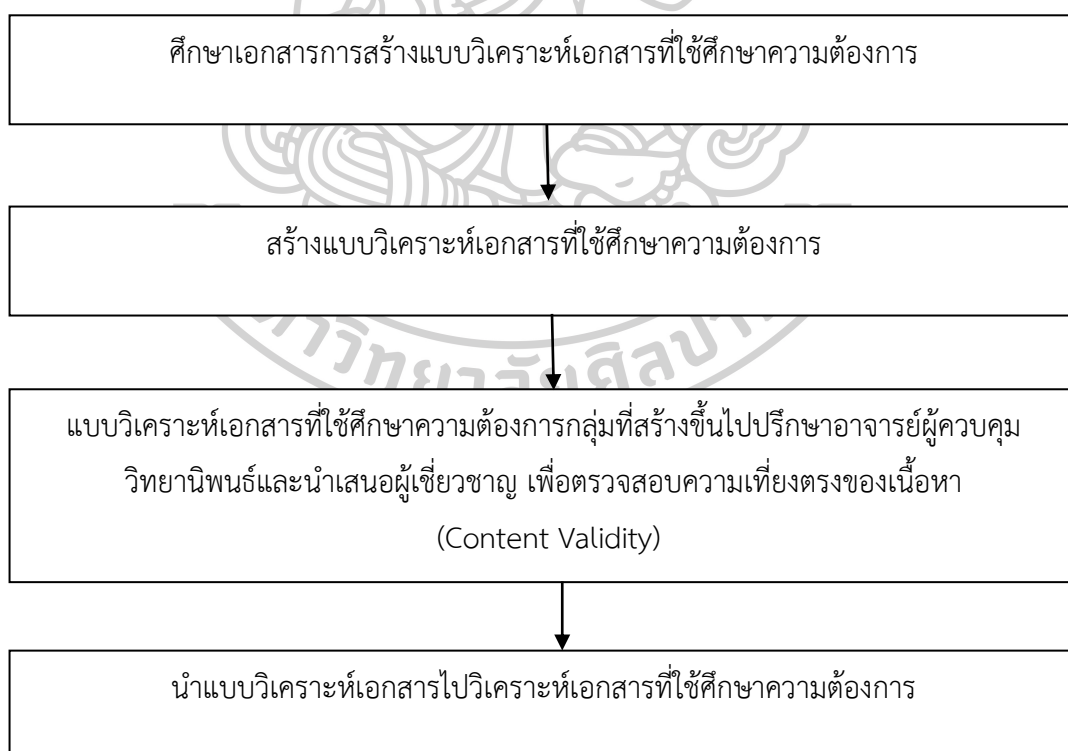 ศึกษาเอกสารการสร้างแบบวิเคราะห์เอกสารที่ใช้ศึกษาความต้องการ
สร้างแบบวิเคราะห์เอกสารที่ใช้ศึกษาความต้องการ
แบบวิเคราะห์เอกสารที่ใช้ศึกษาความต้องการกลุ่มที่สร้างขึ้นไปปรึกษาอาจารย์ผู้ควบคุม
วิทยานิพนธ์และนำเสนอผู้เชี่ยวชาญ เพื่อตรวจสอบความเที่ยงตรงของเนื้อหา
(Content Validity)
นำแบบวิเคราะห์เอกสารไปวิเคราะห์เอกสารที่ใช้ศึกษาความต้องการ